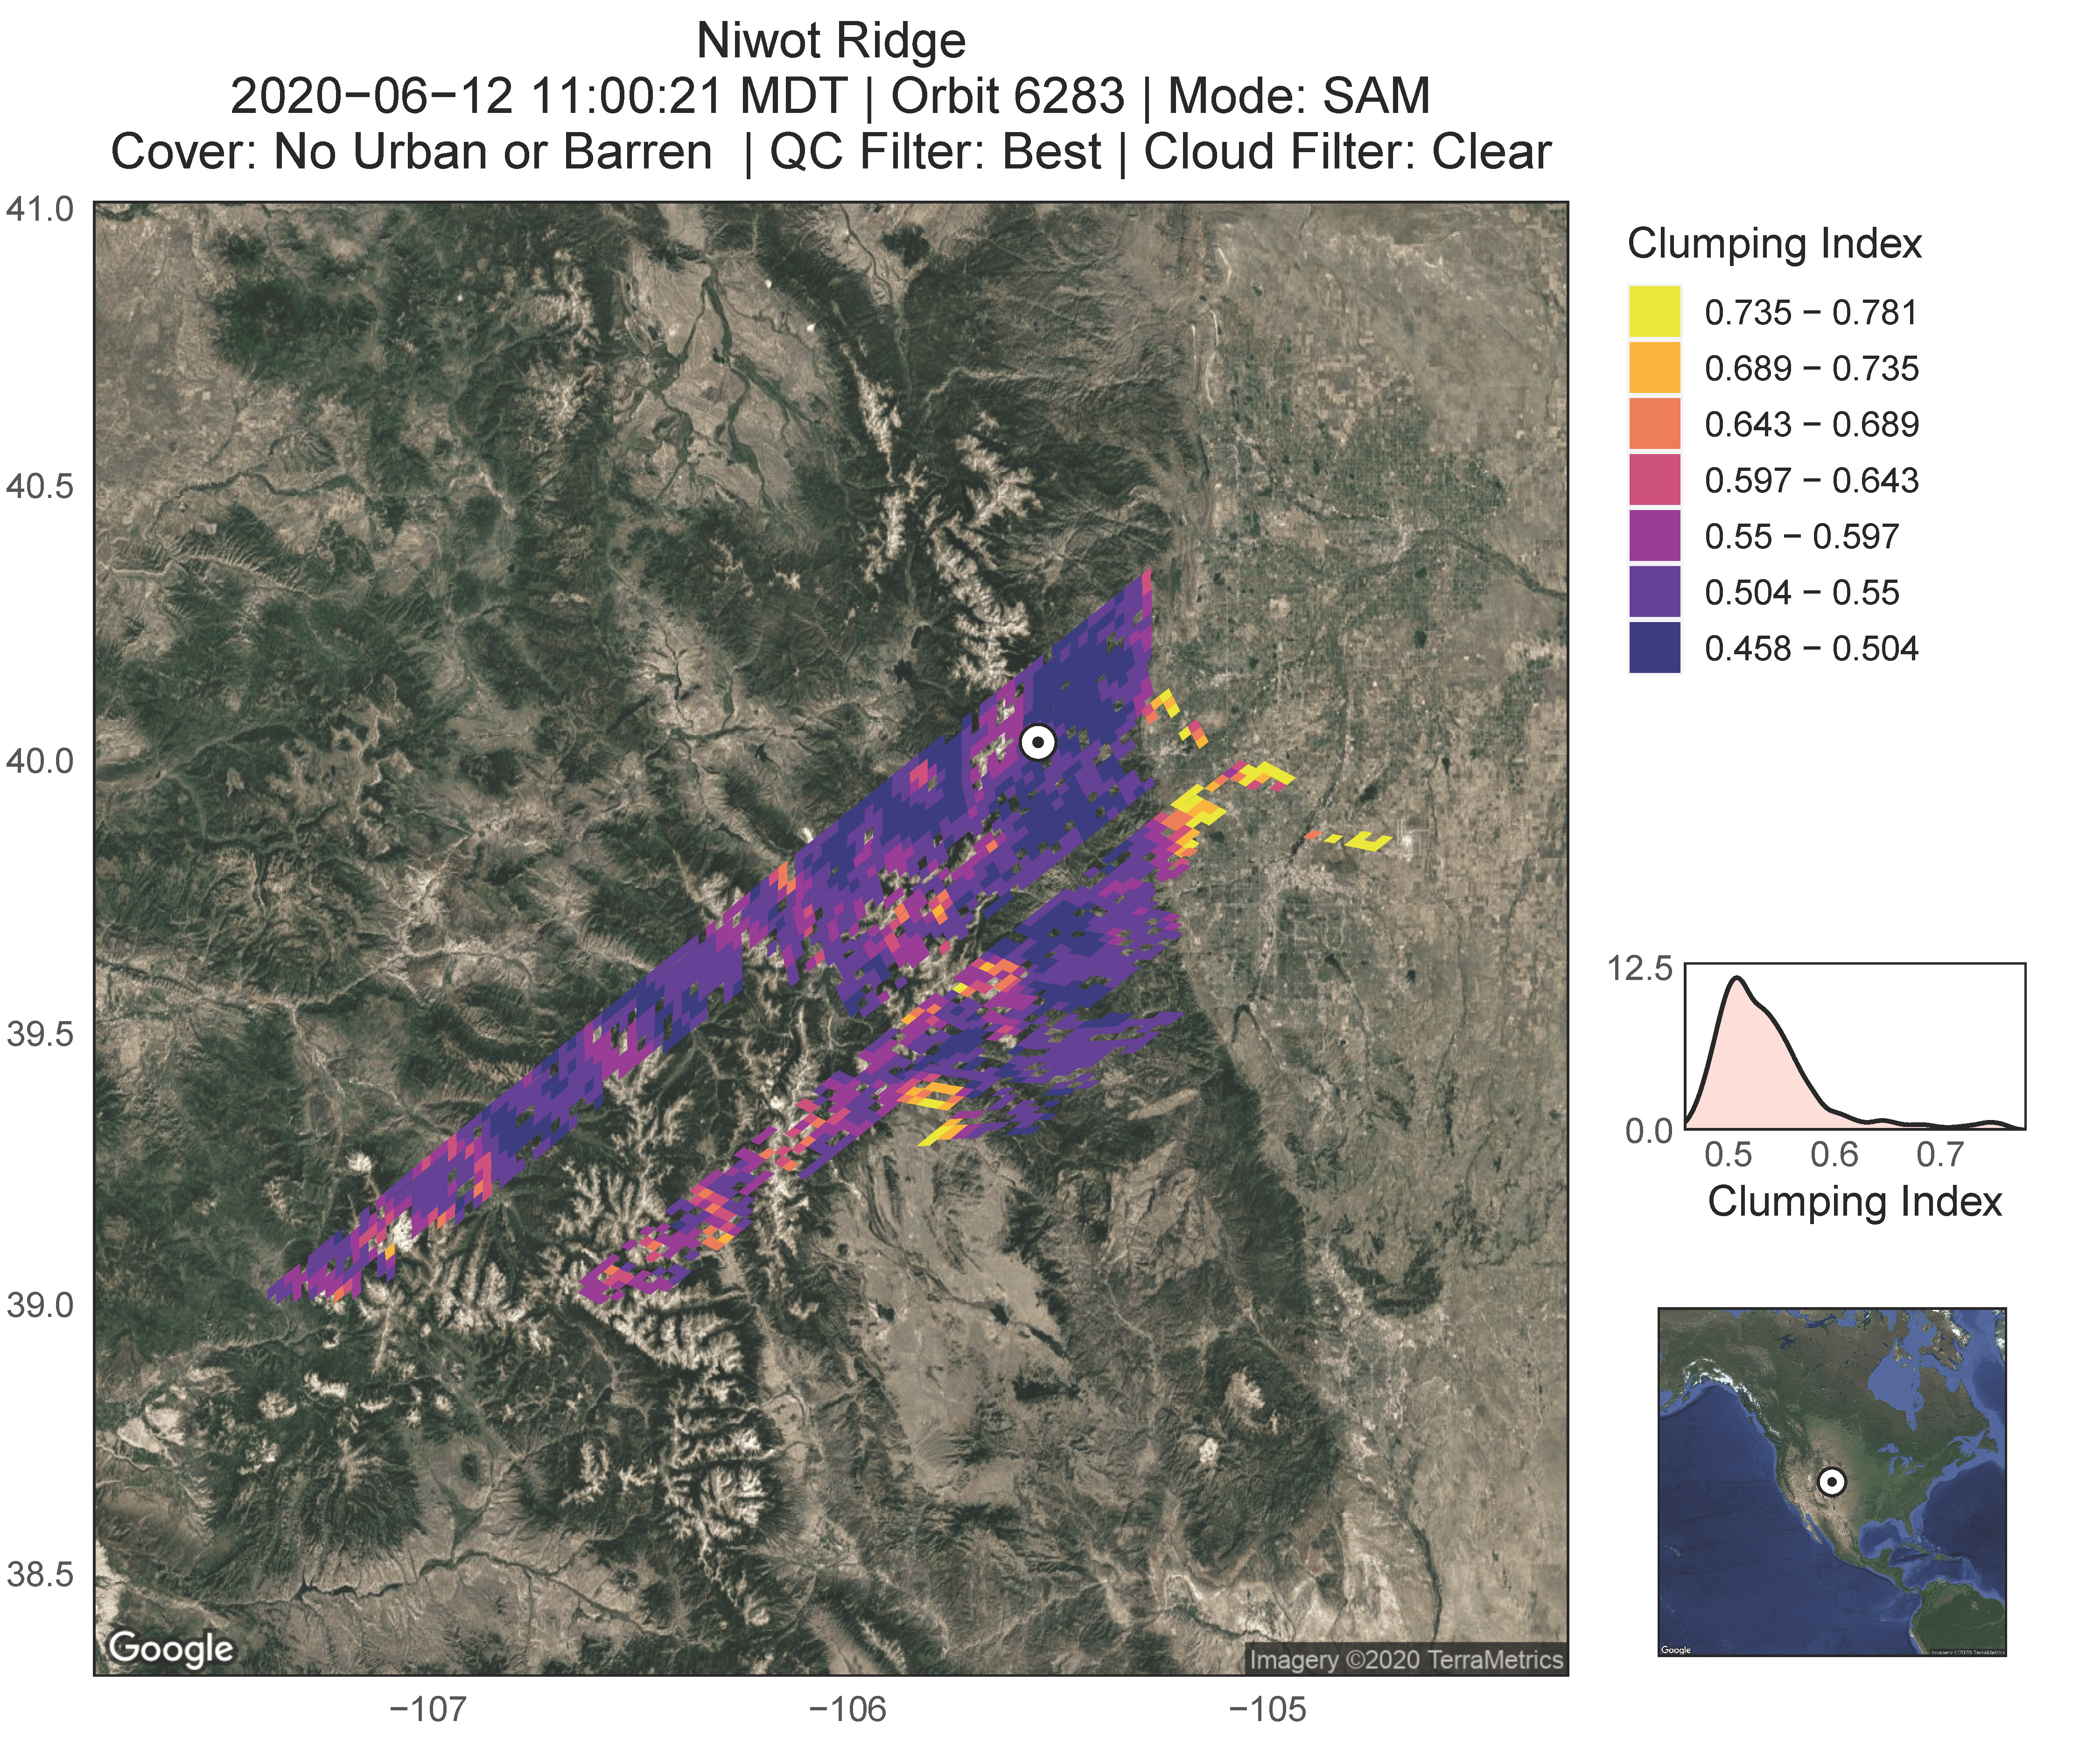 Niwot Ridge
2020−06−12 11:00:21 MDT | Orbit 6283 | Mode: SAM
Cover: No Urban or Barren | QC Filter: Best | Cloud Filter: Clear
41.0
40.5
40.0
39.5
39.0
38.5
−107
−106
−105
Google
Imagery ©2020 TerraMetrics
Clumping Index
0.735 − 0.781
0.689 − 0.735
0.643 − 0.689
0.597 − 0.643
0.55 − 0.597
0.504 − 0.55
0.458 − 0.504
12.5
0.0
0.5
0.6
0.7
Clumping Index
Google
Imagery ©2020 TerraMetrics